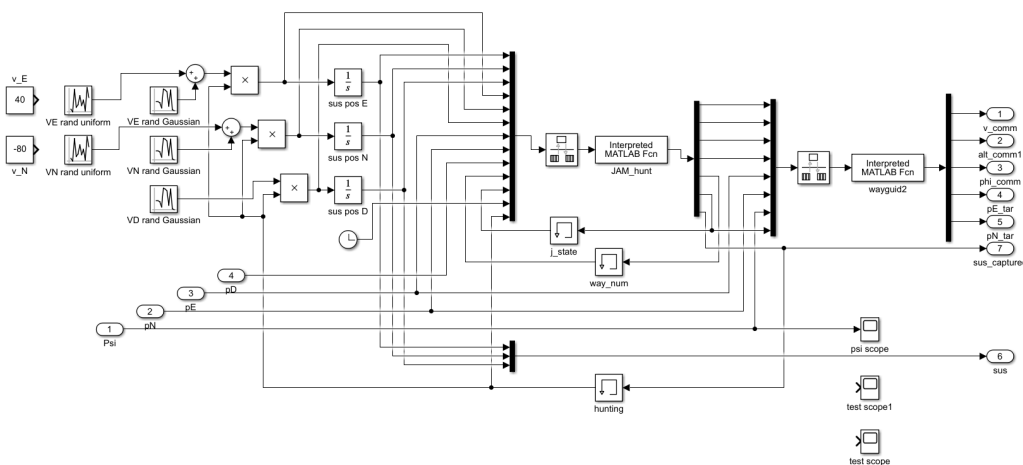 v_E
40
VE rand uniform
+
+
VE rand Gaussian
×
1
s
sus pos E
v_N
-80
VN rand uniform
+
+
VN rand Gaussian
×
1
s
sus pos N
VD rand Gaussian
×
1
s
sus pos D
Interpreted
MATLAB Fcn
JAM_hunt
Interpreted
MATLAB Fcn
wayguid2
1
v_comm
2
alt_comm1
3
phi_comm
4
pE_tar
5
pN_tar
7
sus_captured
j_state
way_num
4
pD
3
pE
2
pN
1
Psi
psi scope
6
sus
hunting
test scope1
test scope